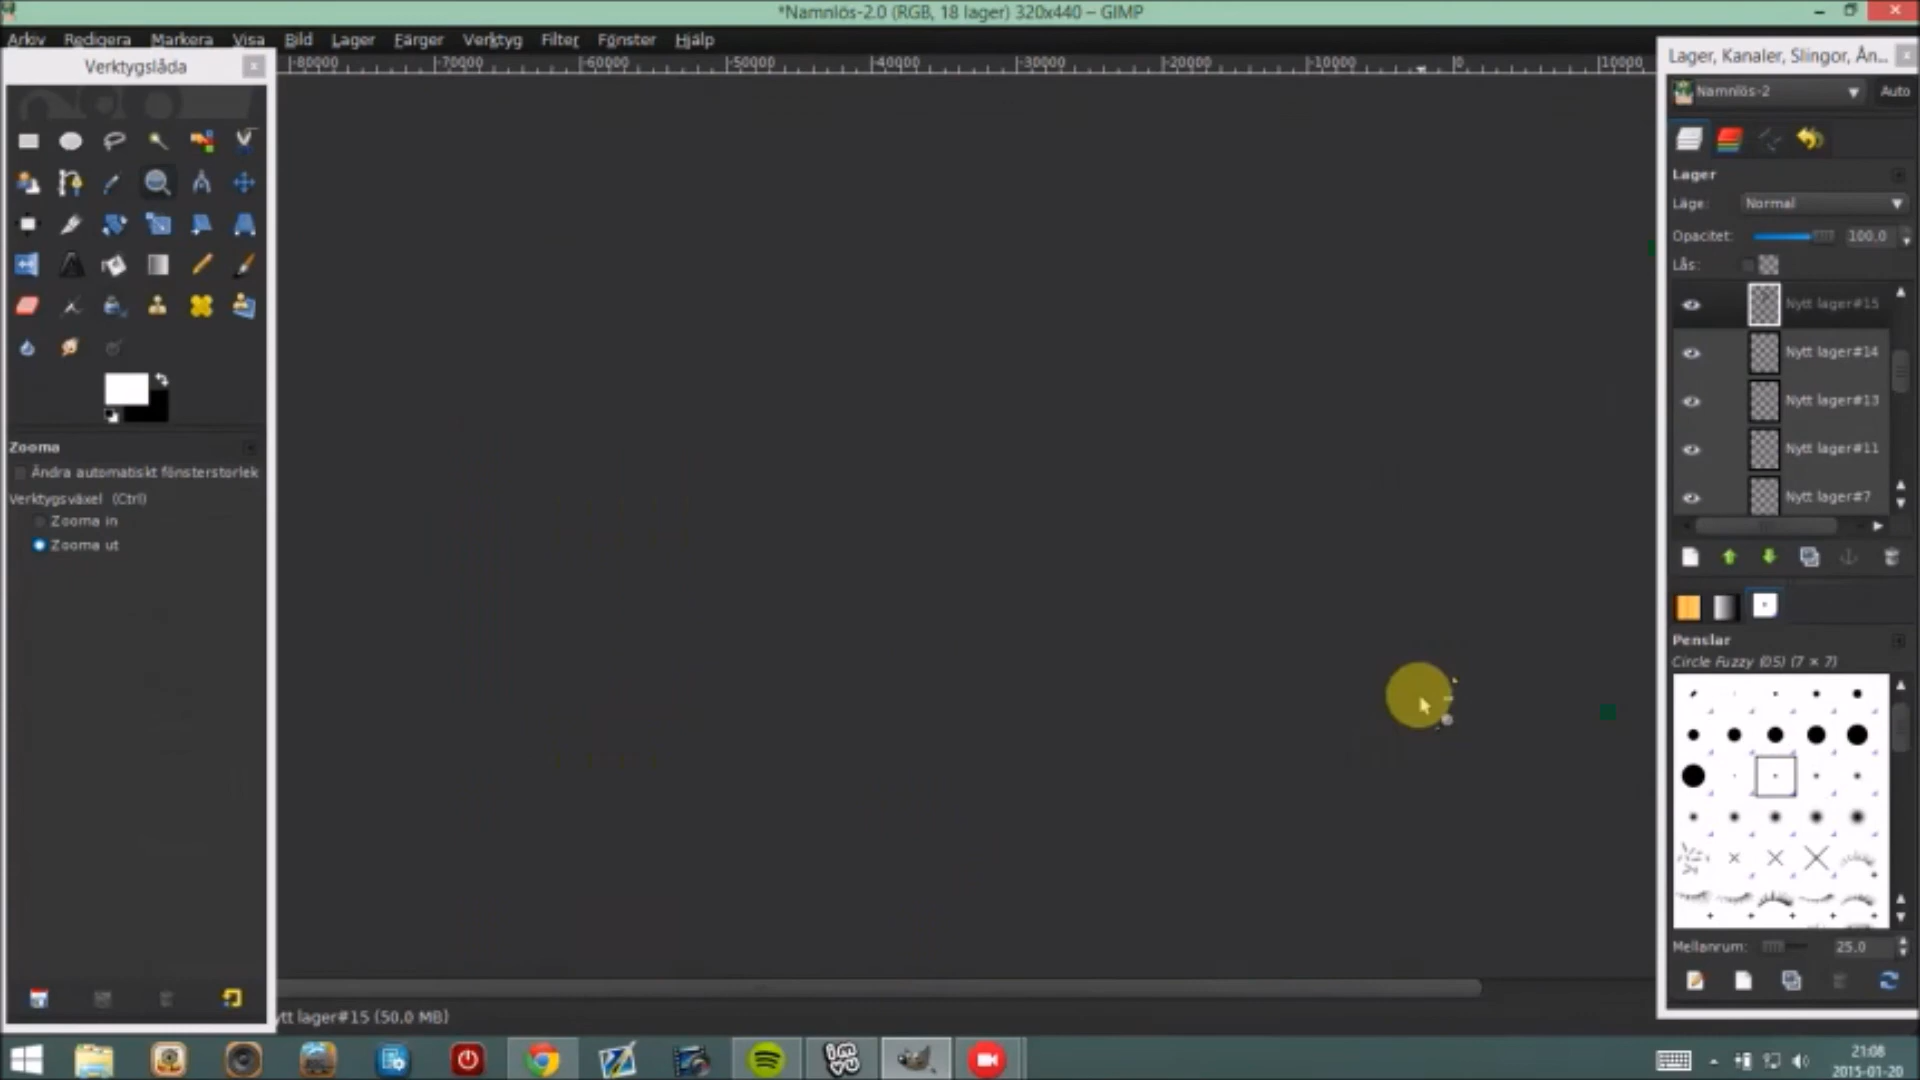 *Namnlös-2.0 (RGB, 18 lager) 320x440 – GIMP
Arkiv Redigera Markera Visa Bild Lager Färger Verktyg Filter Fönster Hjälp
Verktygslåda
-80000 -70000 -60000 -50000 -40000 -30000 -20000 -10000 0 10000
Lager, Kanaler, Slingor, Ån...
Namnlös-2 Auto
Lager
Läge: Normal
Opacitet: 100.0
Lås:
Nytt lager#15
Nytt lager#14
Nytt lager#13
Nytt lager#11
Nytt lager#7
Zooma
Ändra automatiskt fönsterstorlek
Verktygsväxel (Ctrl)
Zooma in
Zooma ut
Penslar
Circle Fuzzy (05) (7 × 7)
Mellanrum: 25.0
ytt lager#15 (50.0 MB)
21:08
2015-01-20